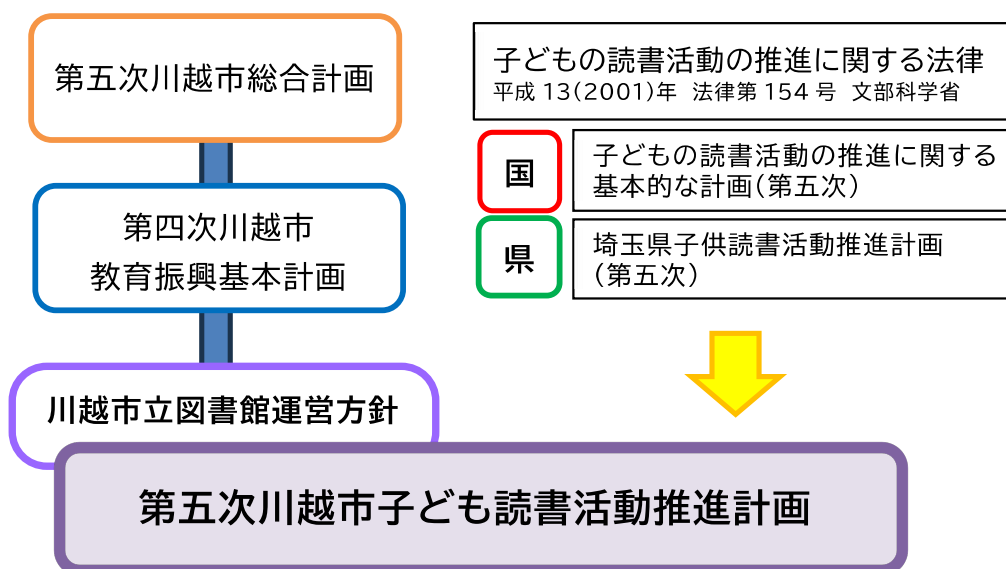 第五次川越市総合計画
第四次川越市
教育振興基本計画
川越市立図書館運営方針
子どもの読書活動の推進に関する法律
平成13(2001)年 法律第154号 文部科学省
国
子どもの読書活動の推進に関する
基本的な計画(第五次)
県
埼玉県子供読書活動推進計画
(第五次)
第五次川越市子ども読書活動推進計画